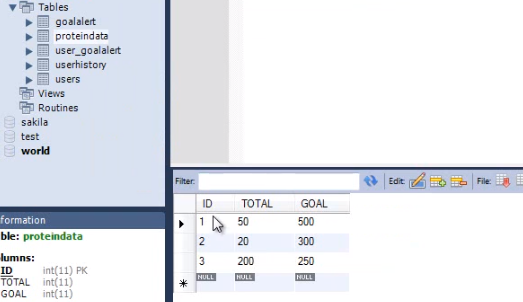 Tables
goalalert
proteindata
user_goalalert
userhistory
users
Views
Routines
sakila
test
world
formation
ble: proteindata
lumns:
ID int(11) PK
TOTAL int(11)
GOAL int(11)
Filter: Edit: File:
ID TOTAL GOAL
1 50 500
2 20 300
3 200 250
NULL NULL NULL